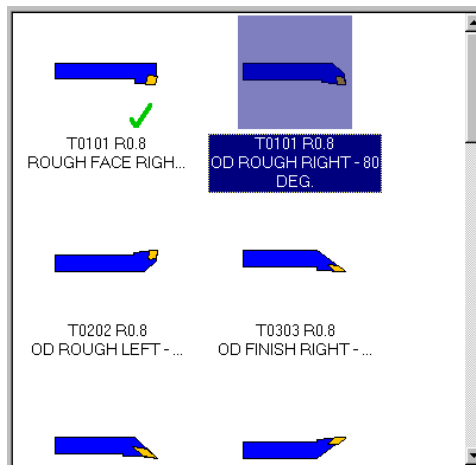 T0101 R0.8
ROUGH FACE RIGH...
T0101 R0.8
OD ROUGH RIGHT - 80
DEG.
T0202 R0.8
OD ROUGH LEFT - ...
T0303 R0.8
OD FINISH RIGHT - ...